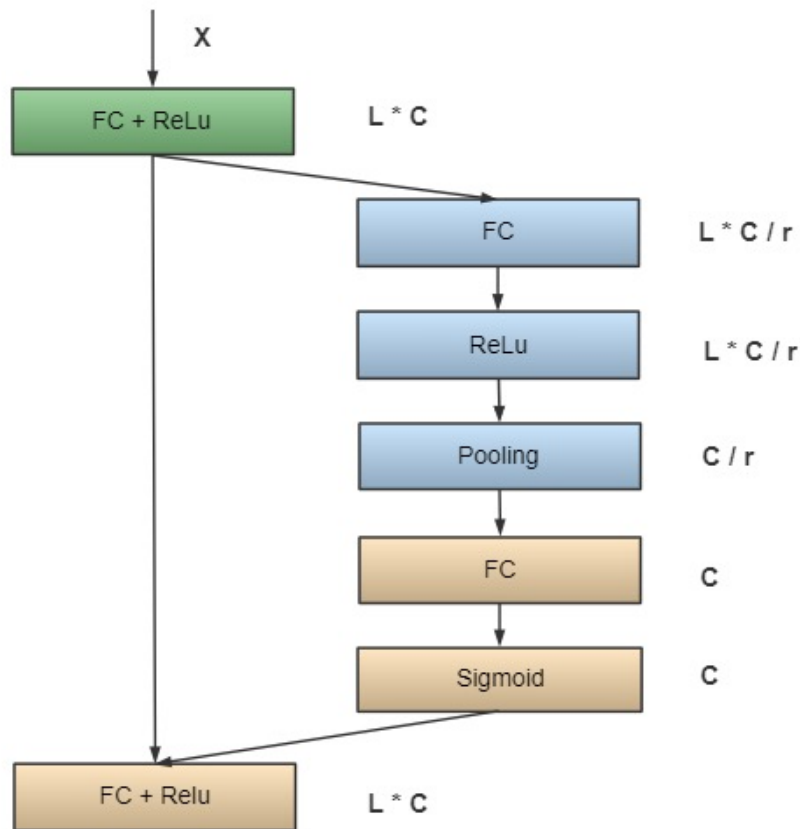 X
FC + ReLu
L * C
FC
L * C / r
ReLu
L * C / r
Pooling
C / r
FC
C
Sigmoid
C
FC + Relu
L * C